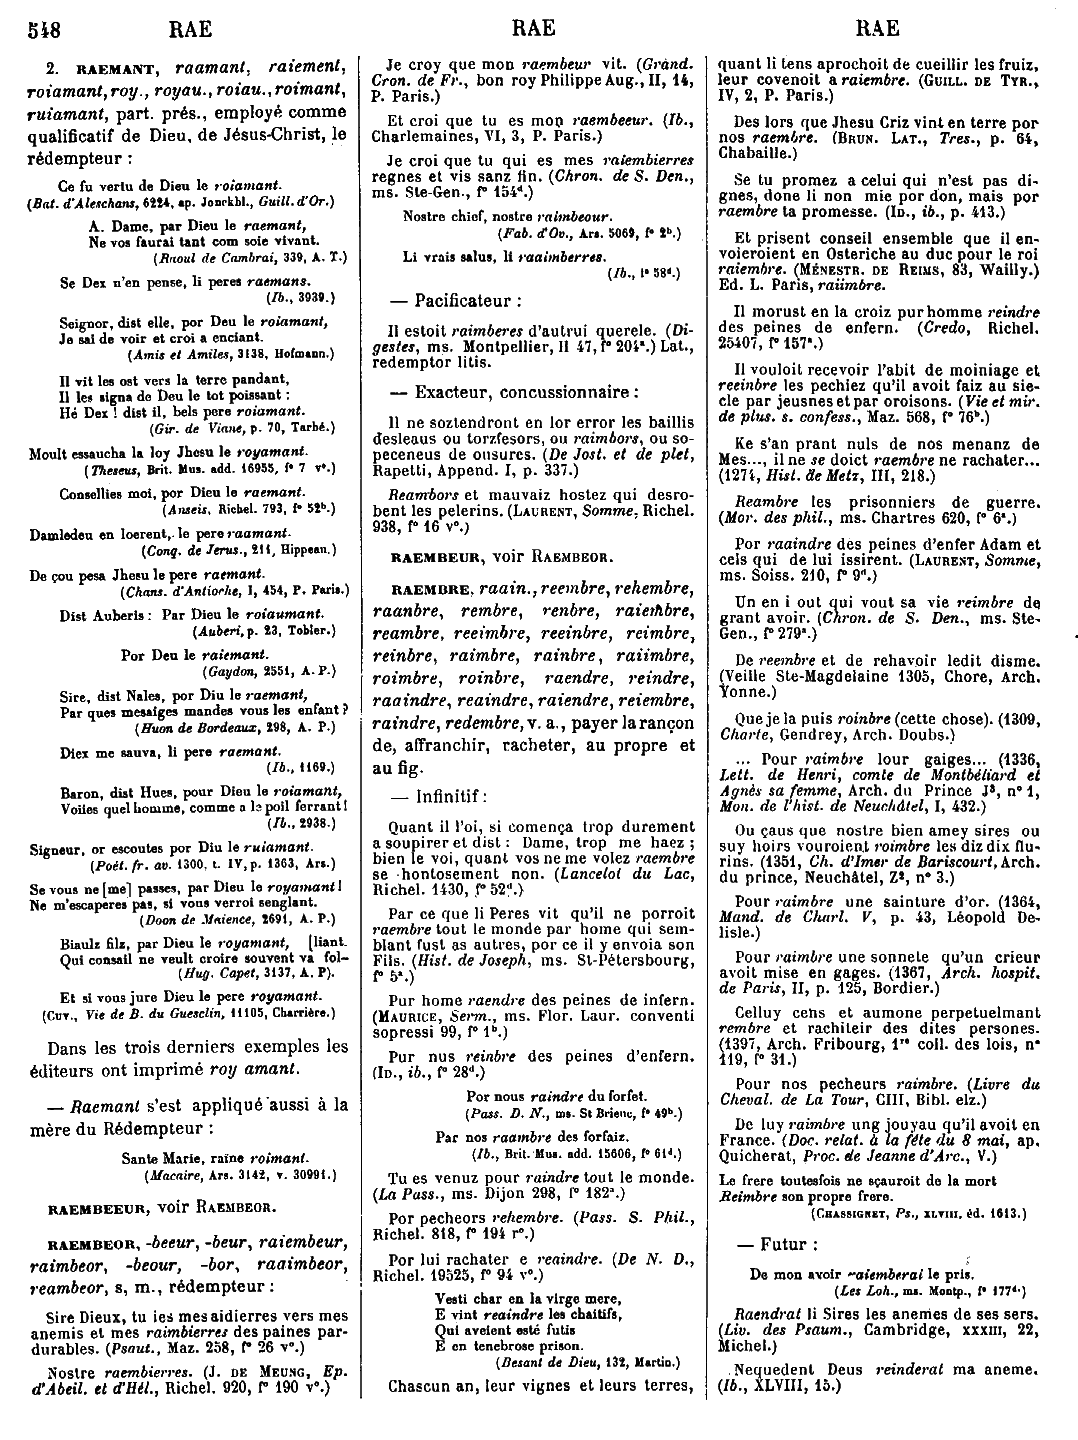 548 RAE RAE RAE
2. RAEMANT, raamant, raiement,
roiamant, roy., royau., roiau., roimant,
ruiamant, part. prés., employé comme
qualificatif de Dieu, de Jésus-Christ, le
rédempteur :
Ce fu vertu de Dieu le roiamant.
(Bat. d'Aleschans, 6224, ap. Jonckbl., Guill. d'Or.)
A. Dame, par Dieu le raemant,
Ne vos faurai tant com soie vivant.
(Raoul de Cambrai, 339, A. T.)
Se Dex n'en pense, li peres raemans.
(Ib., 3939.)
Seignor, dist elle, por Deu le roiamant,
Je sai de voir et croi a enciant.
(Amis et Amiles, 3138, Hofmann.)
Il vit les ost vers la terre pendant,
Il les signa de Deu le tot poissant :
Hé Dex ! dist il, bels pere roiamant.
(Gir. de Viane, p. 70, Tarbé.)
Moult essaucha la loy Jhesu le royamant.
(Theseus, Brit. Mus. add. 16955, f° 7 v°.)
Consellies moi, por Dieu le raemant.
(Anseis, Richel. 793, f° 52ᵇ.)
Damledeu en loerent, le pere raamant.
(Conq. de Jerus., 211, Hippeau.)
De çou pesa Jhesu le pere raemant.
(Chans. d'Antioche, I, 454, P. Paris.)
Dist Auberis : Par Dieu le roiaumant.
(Auberi, p. 23, Tobler.)
Por Deu le raiemant.
(Gaydon, 2551, A. P.)
Sire, dist Nales, por Diu le raemant,
Par ques mesaiges mandes vous les enfant ?
(Huon de Bordeaux, 298, A. P.)
Diex me sauva, li pere raemant.
(Ib., 1169.)
Baron, dist Hues, pour Dieu le roiamant,
Voiles quel homme, comme a le poil ferrant !
(Ib., 2938.)
Signeur, or escoutes por Diu le ruiamant.
(Poét. fr. av. 1300, t. IV, p. 1363, Ars.)
Se vous ne [me] passes, par Dieu le royamant !
Ne m'escaperes pas, si vous verroi senglant.
(Doon de Maience, 2691, A. P.)
Biaulz filz, par Dieu le royamant, [liant.
Qui consail ne veult croire souvent va fol-
(Hug. Capet, 3137, A. P).
Et si vous jure Dieu le pere royamant.
(Cuv., Vie de B. du Guesclin, 11105, Charrière.)
Dans les trois derniers exemples les
éditeurs ont imprimé roy amant.
— Raemant s'est appliqué aussi à la
mère du Rédempteur :
Sante Marie, raïne roimant.
(Macaire, Ars. 3142, v. 30991.)
RAEMBEEUR, voir RAEMBEOR.
RAEMBEOR, -beeur, -beur, raiembeur,
raimbeor, -beour, -bor, raaimbeor,
reambeor, s, m., rédempteur :
Sire Dieux, tu ies mes aidierres vers mes
anemis et mes raimbierres des paines par-
durables. (Psaut., Maz. 258, f° 26 v°.)
Nostre raembierres. (J. DE MEUNG, Ep.
d'Abeil. et d'Hél., Richel. 920, f° 190 v°.)
Je croy que mon raembeur vit. (Grand.
Cron. de Fr., bon roy Philippe Aug., II, 14,
P. Paris.)
Et croi que tu es mon raembeeur. (Ib.,
Charlemaines, VI, 3, P. Paris.)
Je croi que tu qui es mes raiembierres
regnes et vis sanz fin. (Chron. de S. Den.,
ms. Ste-Gen., f° 154ᵈ.)
Nostre chief, nostre raimbeour.
(Fab. d'Ov., Ars. 5069, f° 2ᵇ.)
Li vrais salus, li raaimberres.
(Ib., f° 58ᵈ.)
— Pacificateur :
Il estoit raimberes d'autrui querele. (Di-
gestes, ms. Montpellier, H 47, f° 204ᵃ.) Lat.,
redemptor litis.
— Exacteur, concussionnaire :
Il ne soztendront en lor error les baillis
desleaus ou torzfesors, ou raimbors, ou so-
peceneus de ousures. (De Jost. et de plet,
Rapetti, Append. I, p. 337.)
Reambors et mauvaiz hostez qui desro-
bent les pelerins. (LAURENT, Somme, Richel.
938, f° 16 v°.)
RAEMBEUR, voir RAEMBEOR.
RAEMBRE, raain., reembre, rehembre,
raanbre, rembre, renbre, raiembre,
reambre, reeimbre, reeinbre, reimbre,
reinbre, raimbre, rainbre, raiimbre,
roimbre, roinbre, raendre, reindre,
raaindre, reaindre, raiendre, reiembre,
raindre, redembre, v. a., payer la rançon
de, affranchir, racheter, au propre et
au fig.
— Infinitif :
Quant il l'oi, si comença trop durement
a soupirer et dist : Dame, trop me haez ;
bien le voi, quant vos ne me volez raembre
se hontosement non. (Lancelot du Lac,
Richel. 1430, f° 52ᵈ.)
Par ce que li Peres vit qu'il ne porroit
raembre tout le monde par home qui sem-
blant fust as autres, por ce il y envoia son
Fils. (Hist. de Joseph, ms. St-Pétersbourg,
f° 5ᵃ.)
Pur home raendre des peines de infern.
(MAURICE, Serm., ms. Flor. Laur. conventi
sopressi 99, f° 1ᵇ.)
Pur nus reinbre des peines d'enfern.
(ID., ib., f° 28ᵈ.)
Por nous raindre du forfet.
(Pass. D. N., ms. St Brieuc, f° 49ᵇ.)
Par nos raambre des forfaiz.
(Ib., Brit. Mus. add. 15606, f° 61ᵈ.)
Tu es venuz pour raindre tout le monde.
(La Pass., ms. Dijon 298, f° 182ᵃ.)
Por pecheors rehembre. (Pass. S. Phil.,
Richel. 818, f° 194 r°.)
Por lui rachater e reaindre. (De N. D.,
Richel. 19525, f° 94 v°.)
Vesti char en la virge mere,
E vint reaindre les chaitifs,
Qui aveient esté futis
E en tenebrose prison.
(Besant de Dieu, 132, Martin.)
Chascun an, leur vignes et leurs terres,
quant li tens aprochoit de cueillir les fruiz,
leur covenoit a raiembre. (GUILL. DE TYR.,
IV, 2, P. Paris.)
Des lors que Jhesu Criz vint en terre por
nos raembre. (BRUN. LAT., Tres., p. 64,
Chabaille.)
Se tu promez a celui qui n'est pas di-
gnes, done li non mie por don, mais por
raembre ta promesse. (ID., ib., p. 413.)
Et prisent conseil ensemble que il en-
voieroient en Osteriche au duc pour le roi
raiembre. (MÉNESTR. DE REIMS, 83, Wailly.)
Ed. L. Paris, raiimbre.
Il morust en la croiz pur homme reindre
des peines de enfern. (Credo, Richel.
25407, f° 157ᵃ.)
Il vouloit recevoir l'abit de moiniage et
reeinbre les pechiez qu'il avoit faiz au sie-
cle par jeusnes et par oroisons. (Vie et mir.
de plus. s. confess., Maz. 568, f° 76ᵇ.)
Ke s'an prant nuls de nos menanz de
Mes..., il ne se doict raembre ne rachater...
(1274, Hist. de Metz, III, 218.)
Reambre les prisonniers de guerre.
(Mor. des phil., ms. Chartres 620, f° 6ᵃ.)
Por raaindre des peines d'enfer Adam et
cels qui de lui issirent. (LAURENT, Somme,
ms. Soiss. 210, f° 9ᵈ.)
Un en i out qui vout sa vie reimbre de
grant avoir. (Chron. de S. Den., ms. Ste-
Gen., f° 279ᵃ.)
De reembre et de rehavoir ledit disme.
(Veille Ste-Magdelaine 1305, Chore, Arch.
Yonne.)
Que je la puis roinbre (cette chose). (1309,
Charte, Gendrey, Arch. Doubs.)
... Pour raimbre lour gaiges... (1336,
Lett. de Henri, comte de Montbéliard et
Agnès sa femme, Arch. du Prince J³, n° 1,
Mon. de l'hist. de Neuchâtel, I, 432.)
Ou çaus que nostre bien amey sires ou
suy hoirs vouroient roimbre les diz dix flu-
rins. (1351, Ch. d'Imer de Bariscourt, Arch.
du prince, Neuchâtel, Z², n° 3.)
Pour raimbre une sainture d'or. (1364,
Mand. de Charl. V, p. 43, Léopold De-
lisle.)
Pour raimbre une sonnete qu'un crieur
avoit mise en gages. (1367, Arch. hospit.
de Paris, II, p. 125, Bordier.)
Celluy cens et aumone perpetuelmant
rembre et rachiteir des dites persones.
(1397, Arch. Fribourg, 1ʳᵉ coll. des lois, n°
119, f° 31.)
Pour nos pecheurs raimbre. (Livre du
Cheval. de La Tour, CIII, Bibl. elz.)
De luy raimbre ung jouyau qu'il avoit en
France. (Doc. relat. à la fête du 8 mai, ap.
Quicherat, Proc. de Jeanne d'Arc., V.)
Le frere toutesfois ne sçauroit de la mort
Reimbre son propre frere.
(CHASSIGNET, Ps., XLVIII, éd. 1613.)
— Futur :
De mon avoir raiemberai le pris.
(Les Loh., ms. Montp., f° 177ᵈ.)
Raendrat li Sires les anemes de ses sers.
(Liv. des Psaum., Cambridge, XXXIII, 22,
Michel.)
Nequedent Deus reinderat ma aneme.
(Ib., XLVIII, 15.)